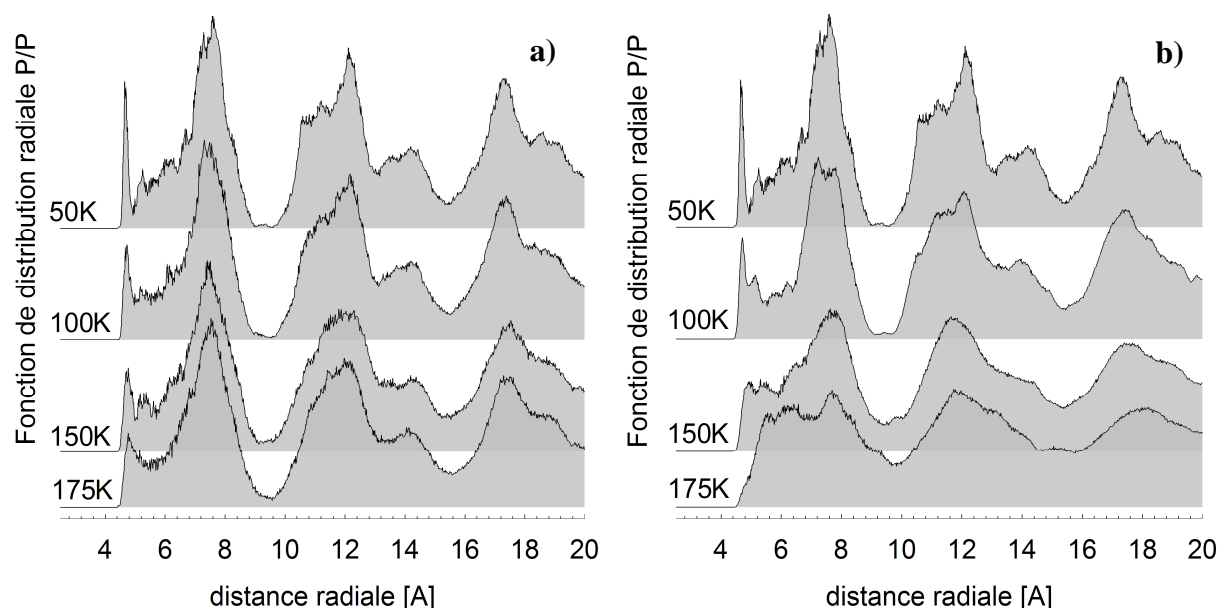 Fonction de distribution radiale P/P
a)
50K
100K
150K
175K
4 6 8 10 12 14 16 18 20
distance radiale [A]
Fonction de distribution radiale P/P
b)
50K
100K
150K
175K
4 6 8 10 12 14 16 18 20
distance radiale [A]